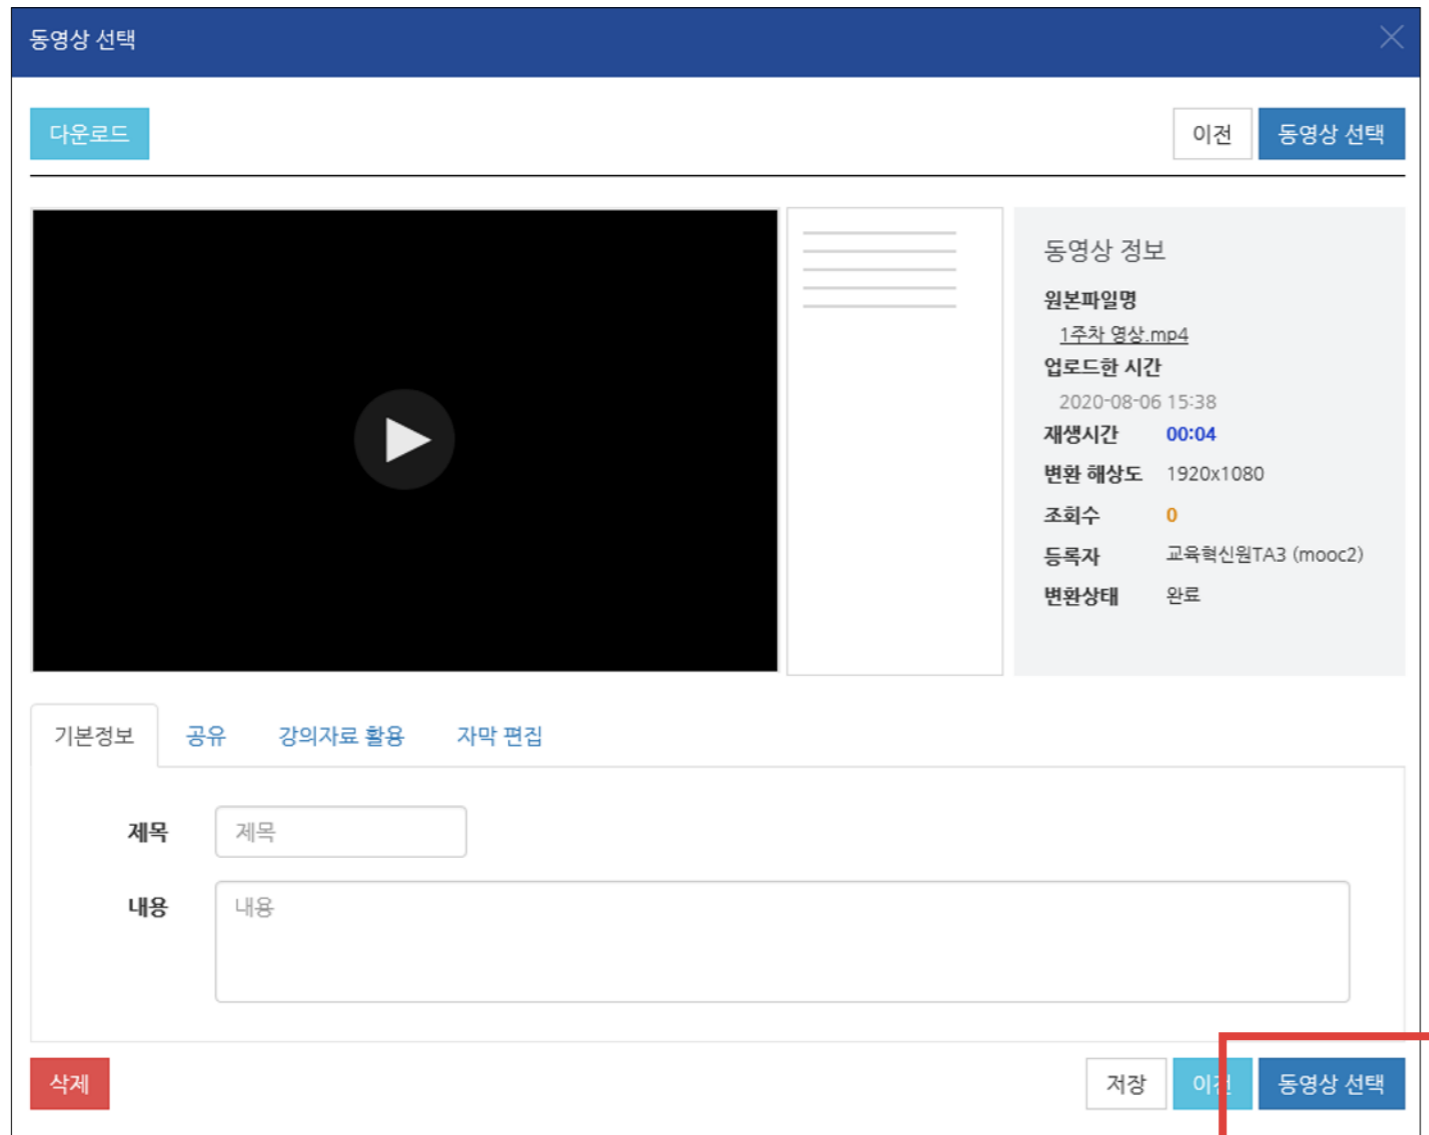 동영상 선택
다운로드
이전
동영상 선택
동영상 정보
원본파일명
1주차 영상.mp4
업로드한 시간
2020-08-06 15:38
재생시간 00:04
변환 해상도 1920x1080
조회수 0
등록자 교육혁신원TA3 (mooc2)
변환상태 완료
기본정보 공유 강의자료 활용 자막 편집
제목 제목
내용 내용
삭제
저장
이전
동영상 선택